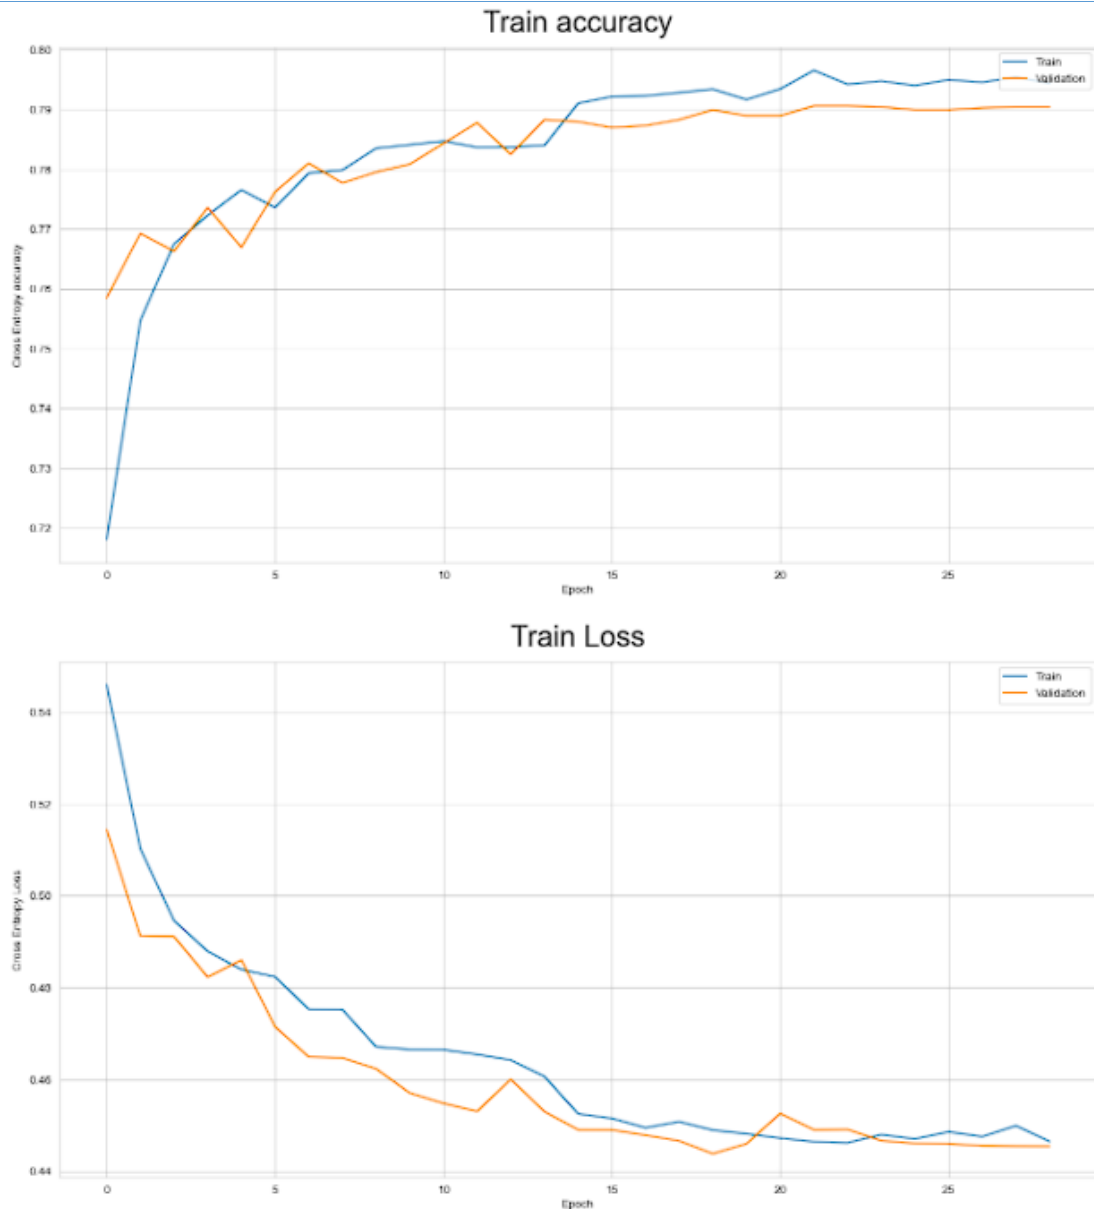 Train accuracy
0.80
0.79
0.78
0.77
0.76
0.75
0.74
0.73
0.72
Cross Entropy accuracy
Train
Validation
0
5
10
15
20
25
Epoch
Train Loss
0.54
0.52
0.50
0.48
0.46
0.44
Cross Entropy Loss
Train
Validation
0
5
10
15
20
25
Epoch